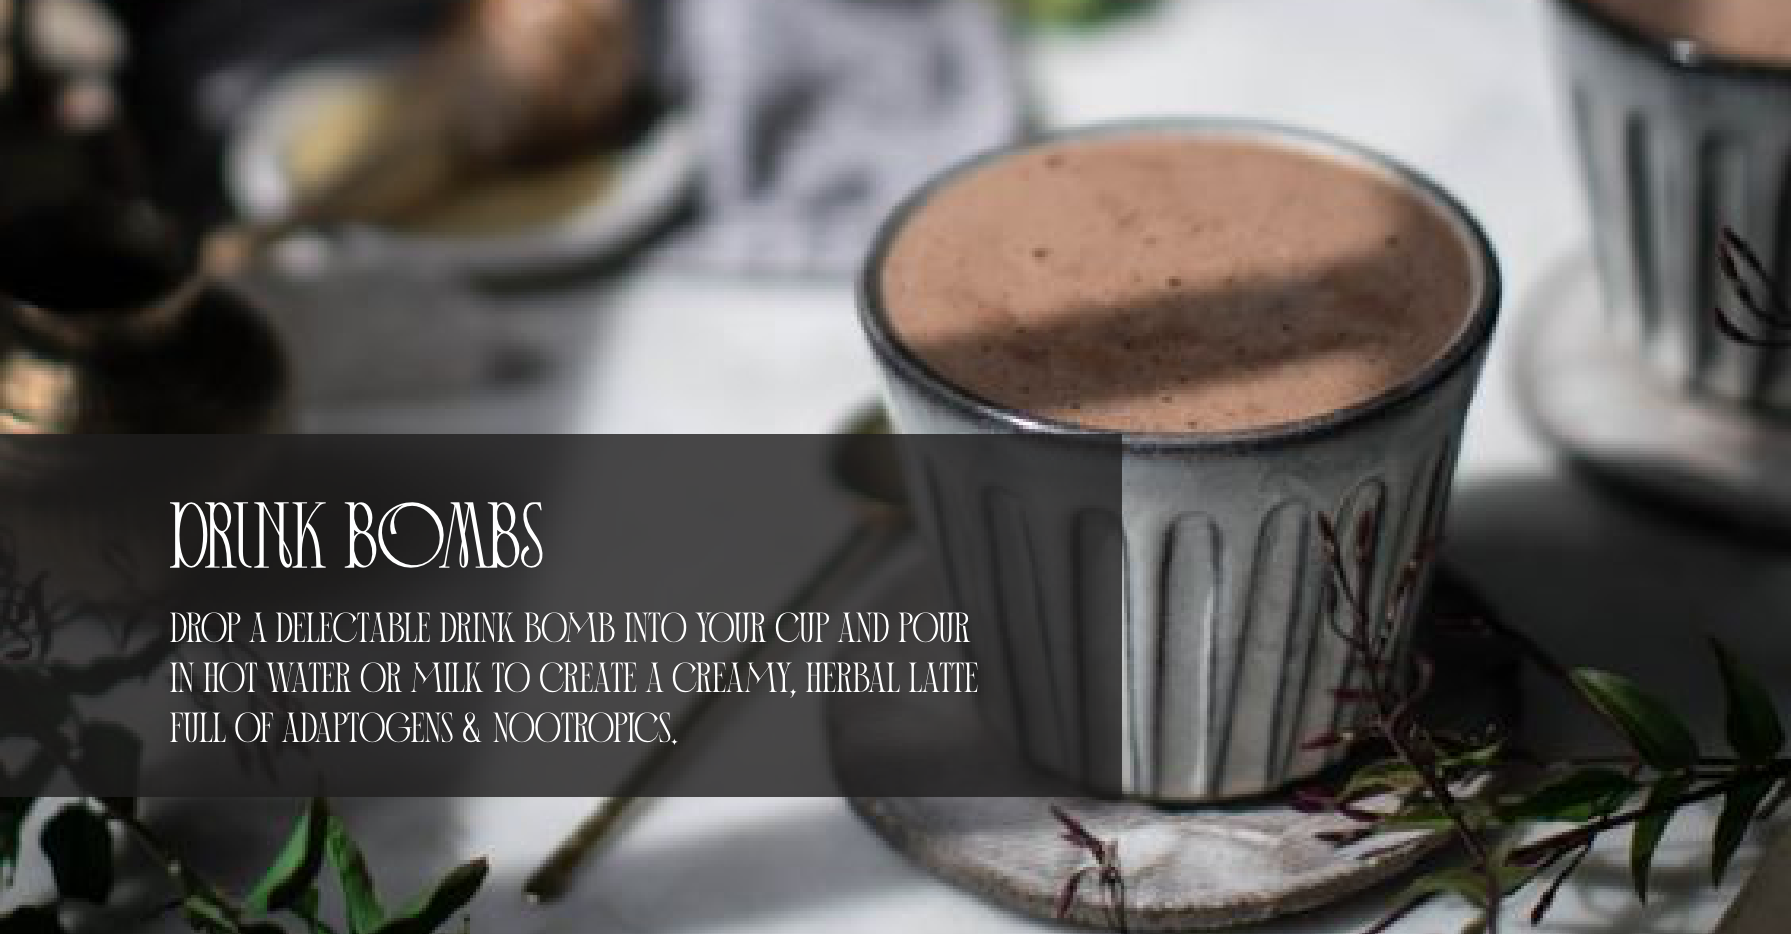 DRINK BOMBS
DROP A DELECTABLE DRINK BOMB INTO YOUR CUP AND POUR
IN HOT WATER OR MILK TO CREATE A CREAMY, HERBAL LATTE
FULL OF ADAPTOGENS & NOOTROPICS.